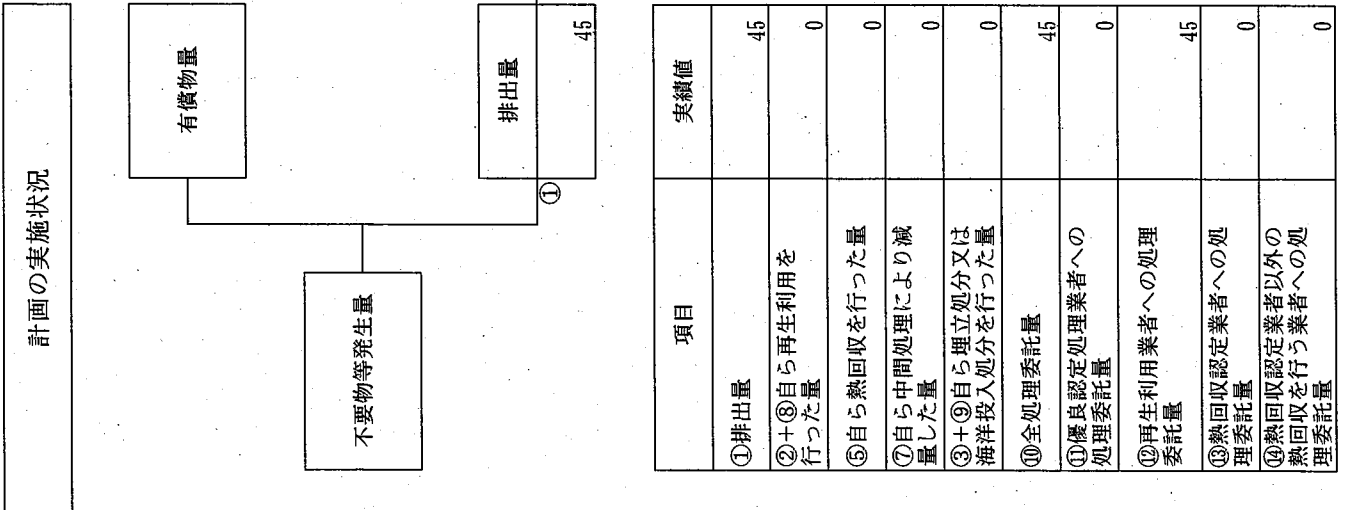 計画の実施状況
有償物量
不要物等発生量
①
排出量
45
項目
実績値
①排出量
45
②+⑧自ら再生利用を
行った量
0
⑤自ら熱回収を行った量
0
⑦自ら中間処理により減
量した量
0
③+⑨自ら埋立処分又は
海洋投入処分を行った量
0
⑩全処理委託量
45
⑪優良認定処理業者への
処理委託量
0
⑫再生利用業者への処理
委託量
45
⑬熱回収認定業者への処
理委託量
0
⑭熱回収認定業者以外の
熱回収を行う業者への処
理委託量
0